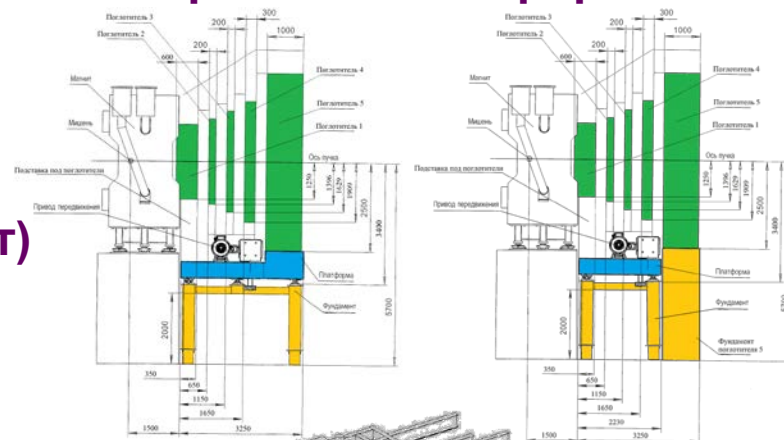 т)
Поглотитель 3
Поглотитель 2
300
200
200
600
1000
Магнит
Мишень
Поглотитель 4
Поглотитель 5
Поглотитель 1
Ось пучка
Подставка под поглотители
Привод передвижения
1250
1396
1629
1909
2500
3400
5700
2000
Платформа
Фундамент
350
650
1150
1650
1500
3250
Поглотитель 3
Поглотитель 2
300
200
200
600
1000
Магнит
Мишень
Поглотитель 4
Поглотитель 5
Поглотитель 1
Ось пучка
Подставка под поглотители
Привод передвижения
1250
1396
1629
1909
2500
3400
2000
Платформа
Фундамент
Фундамент
поглотителя 5
350
650
1150
1650
2230
1500
3250